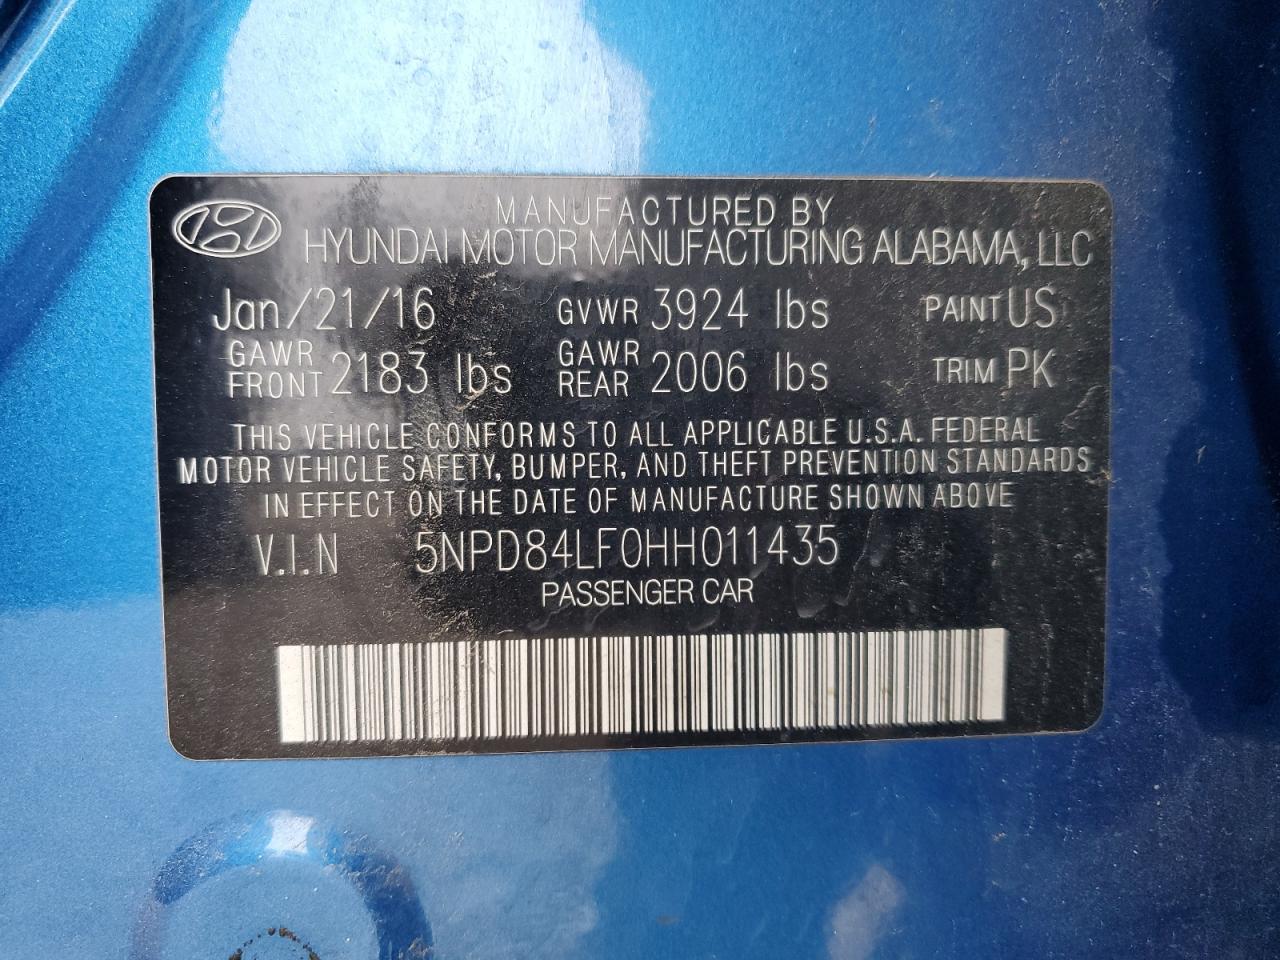 MANUFACTURED BY
HYUNDAI MOTOR MANUFACTURING ALABAMA, LLC
Jan/21/16 GVWR 3924 lbs PAINT US
GAWR FRONT 2183 lbs GAWR REAR 2006 lbs TRIM PK
THIS VEHICLE CONFORMS TO ALL APPLICABLE U.S.A. FEDERAL
MOTOR VEHICLE SAFETY, BUMPER, AND THEFT PREVENTION STANDARDS
IN EFFECT ON THE DATE OF MANUFACTURE SHOWN ABOVE
V.I.N 5NPD84LF0HH011435
PASSENGER CAR